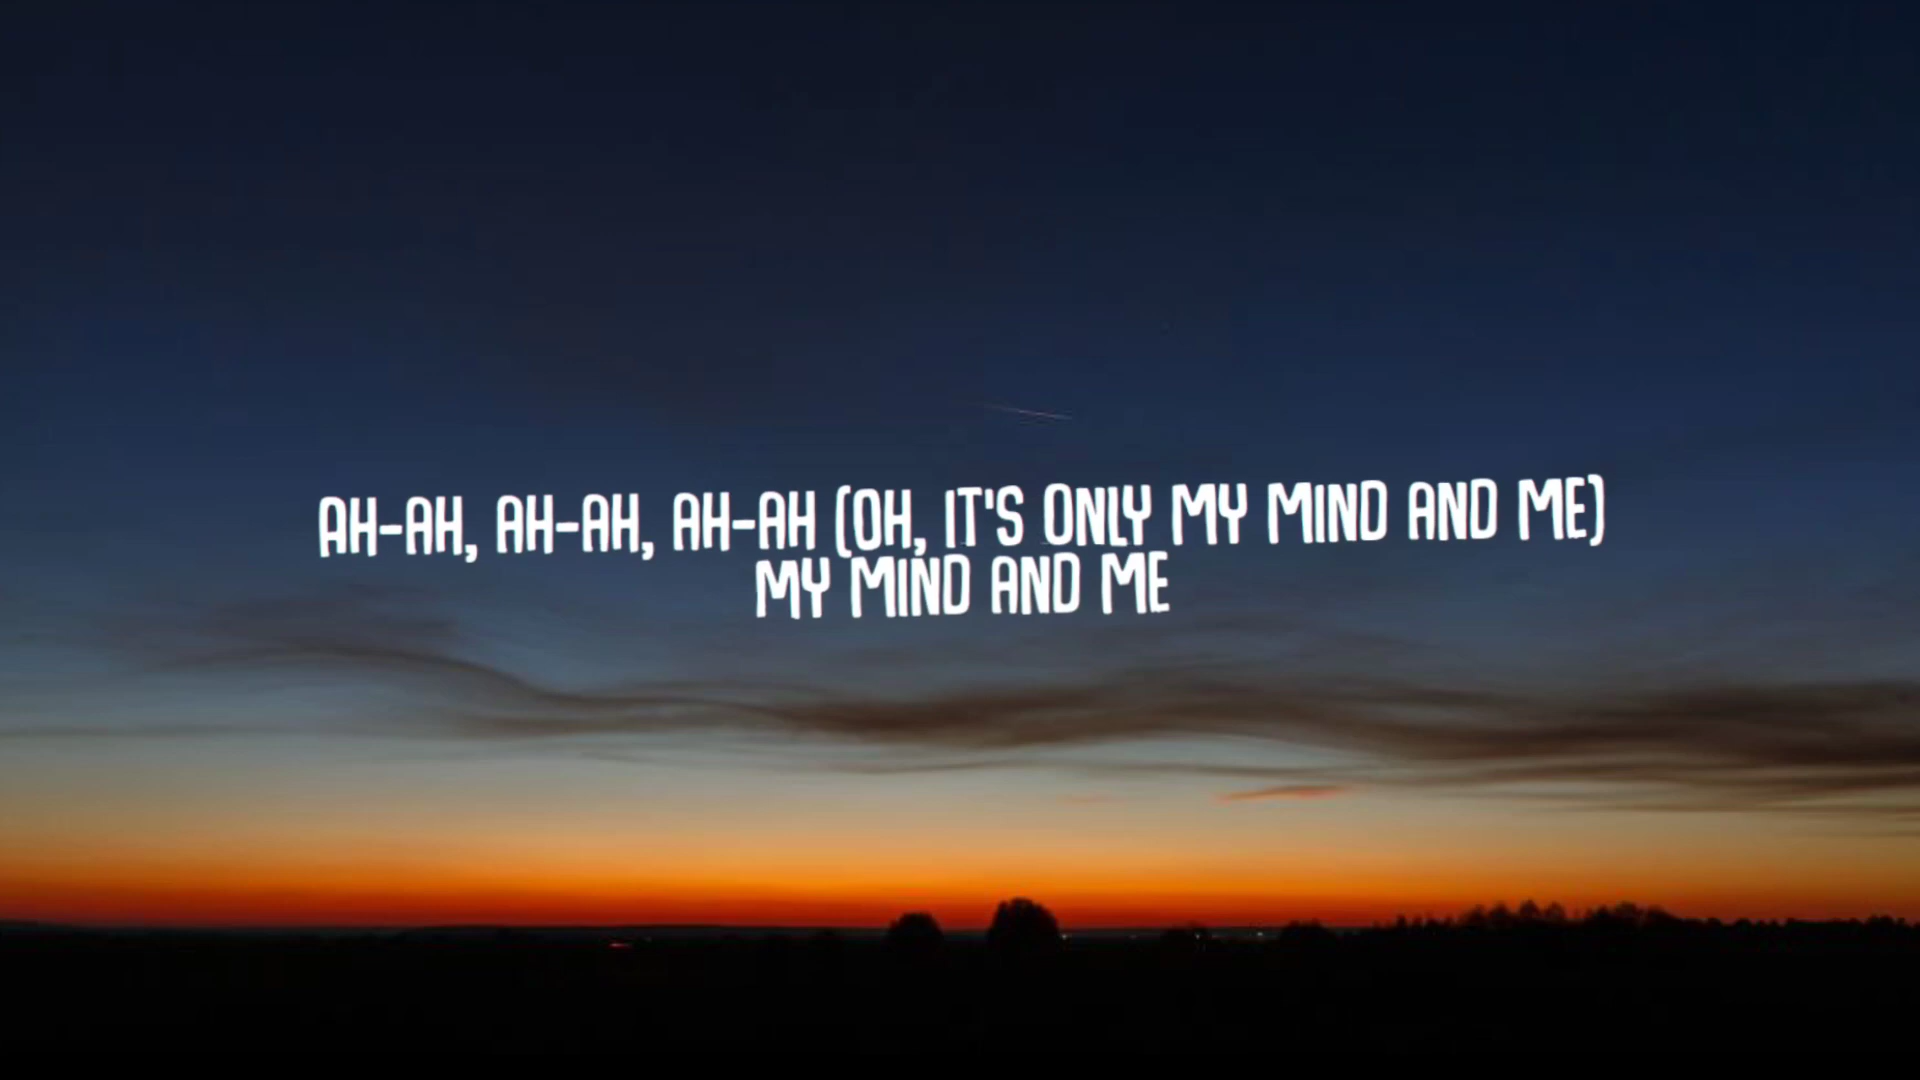 AH-AH, AH-AH, AH-AH (OH, IT'S ONLY MY MIND AND ME)
MY MIND AND ME